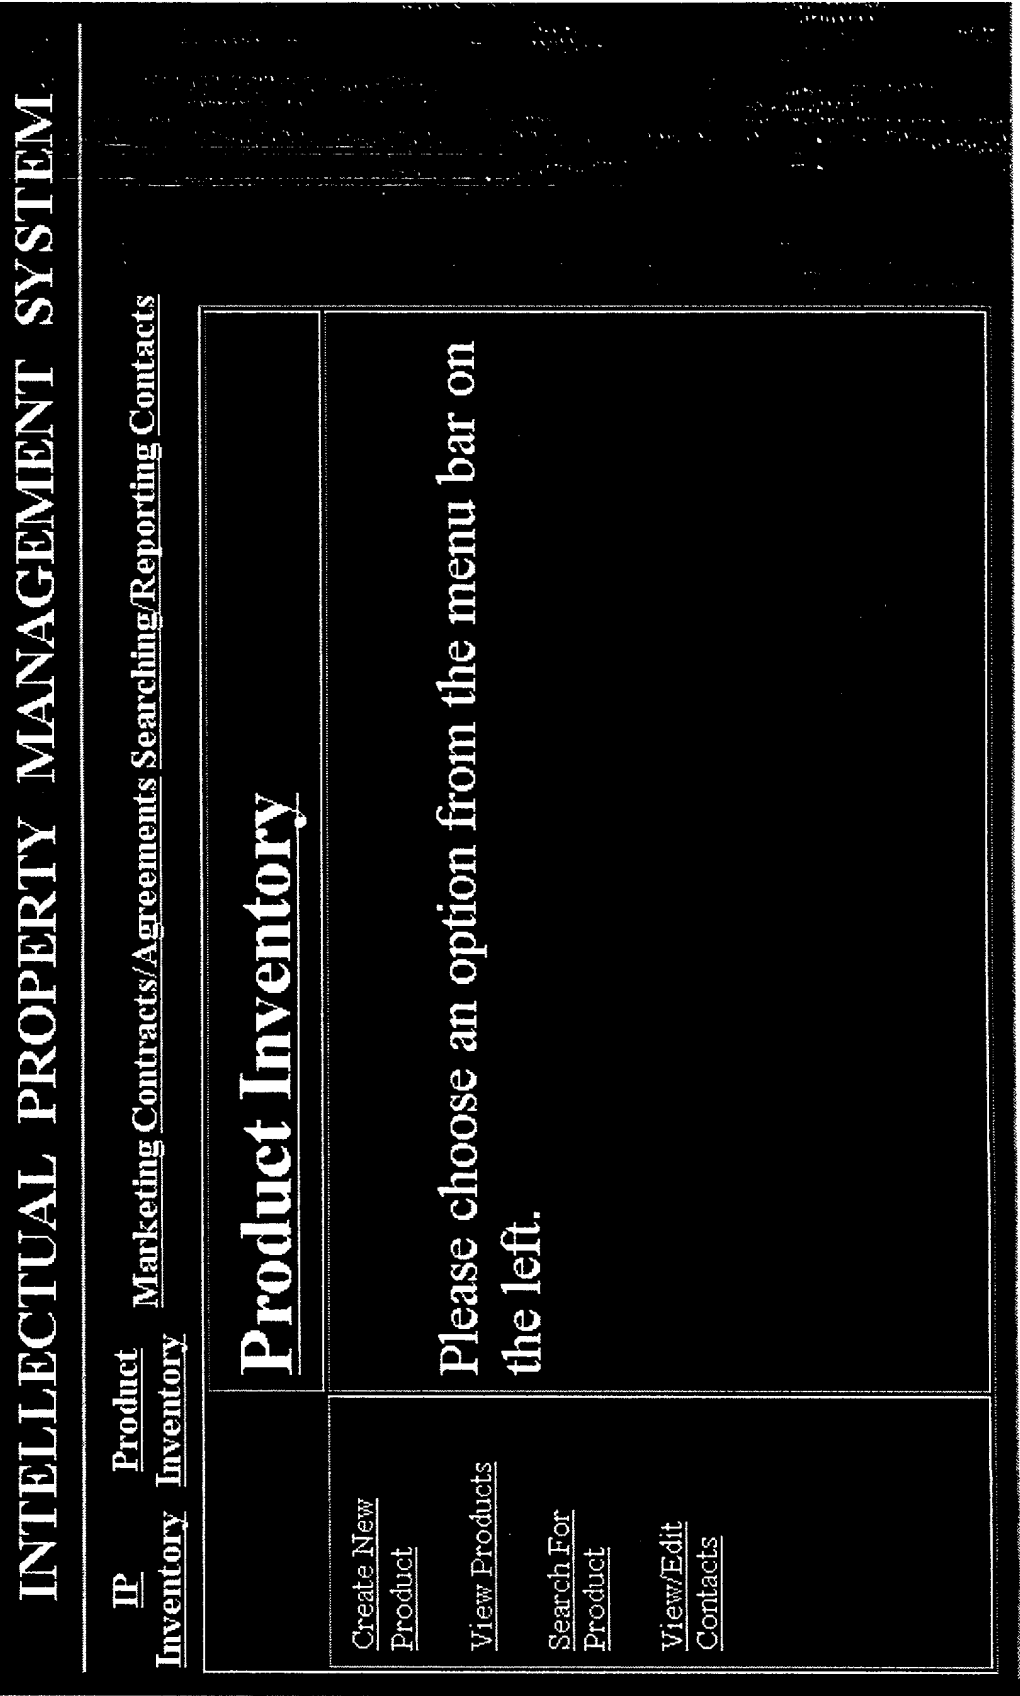 INTELLECTUAL PROPERTY MANAGEMENT SYSTEM
IP Inventory
Product Inventory
Marketing Contracts/Agreements Searching/Reporting Contacts
Product Inventory
Create New
Product
View Products
Search For
Product
View/Edit
Contacts
Please choose an option from the menu bar on
the left.